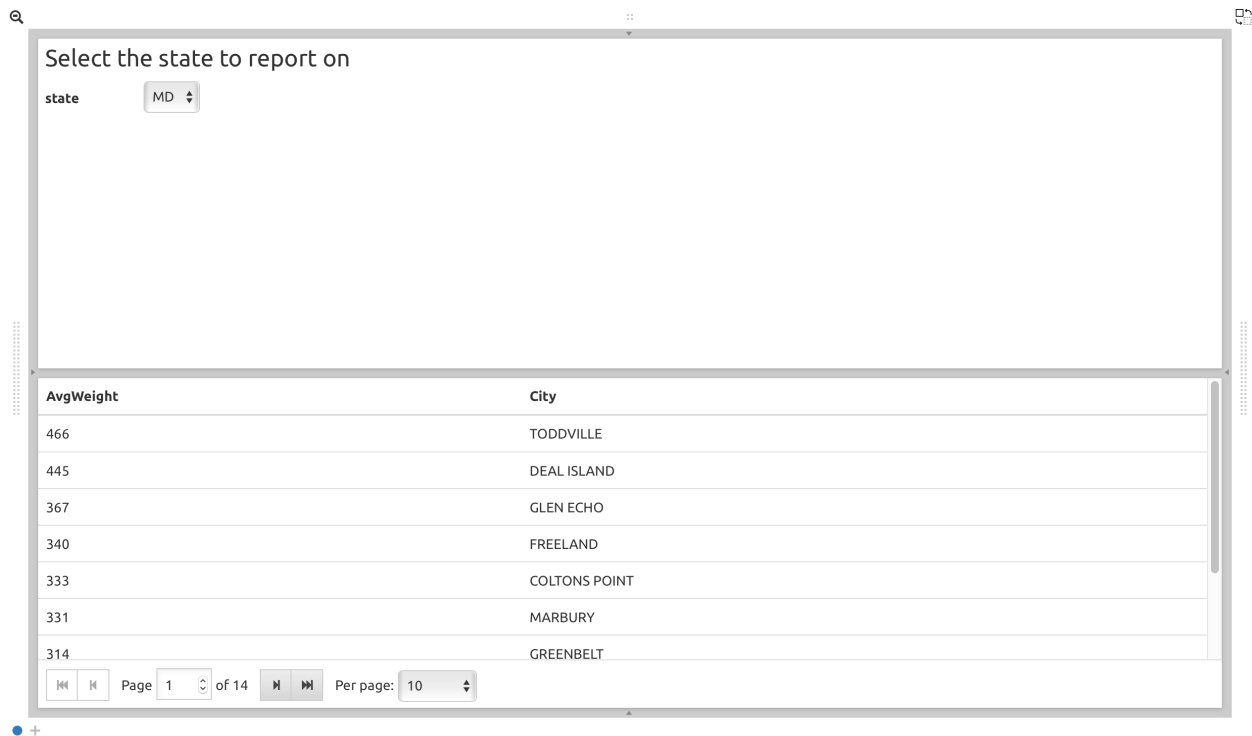 Select the state to report on
state MD
AvgWeight City
466 TODDVILLE
445 DEAL ISLAND
367 GLEN ECHO
340 FREELAND
333 COLTONS POINT
331 MARBURY
314 GREENBELT
Page 1 of 14 Per page: 10